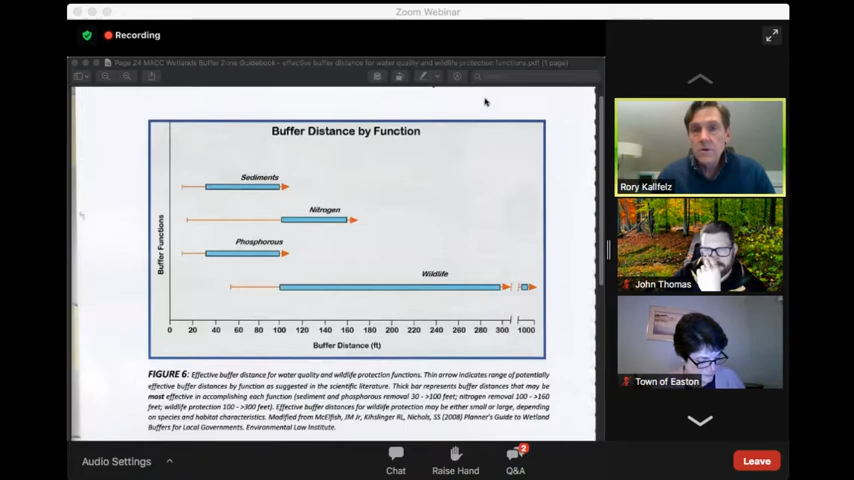 Zoom Webinar
Recording
Page 24 MACC Wetlands Buffer Zone Guidebook - effective buffer distance for water quality and wildlife protection functions.pdf (1 page)
Search
Buffer Distance by Function
Sediments
Nitrogen
Phosphorous
Wildlife
Buffer Functions
0 20 40 60 80 100 120 140 160 180 200 220 240 260 280 300 1000
Buffer Distance (ft)
FIGURE 6: Effective buffer distance for water quality and wildlife protection functions. Thin arrow indicates range of potentially
effective buffer distances by function as suggested in the scientific literature. Thick bar represents buffer distances that may be
most effective in accomplishing each function (sediment and phosphorous removal 30 - >100 feet; nitrogen removal 100 - >160
feet; wildlife protection 100 - >300 feet). Effective buffer distances for wildlife protection may be either small or large, depending
on species and habitat characteristics. Modified from McElfish, JM Jr, Kihslinger RL, Nichols, SS (2008) Planner's Guide to Wetland
Buffers for Local Governments. Environmental Law Institute.
Rory Kallfelz
John Thomas
Town of Easton
Audio Settings
Chat
Raise Hand
2
Q&A
Leave